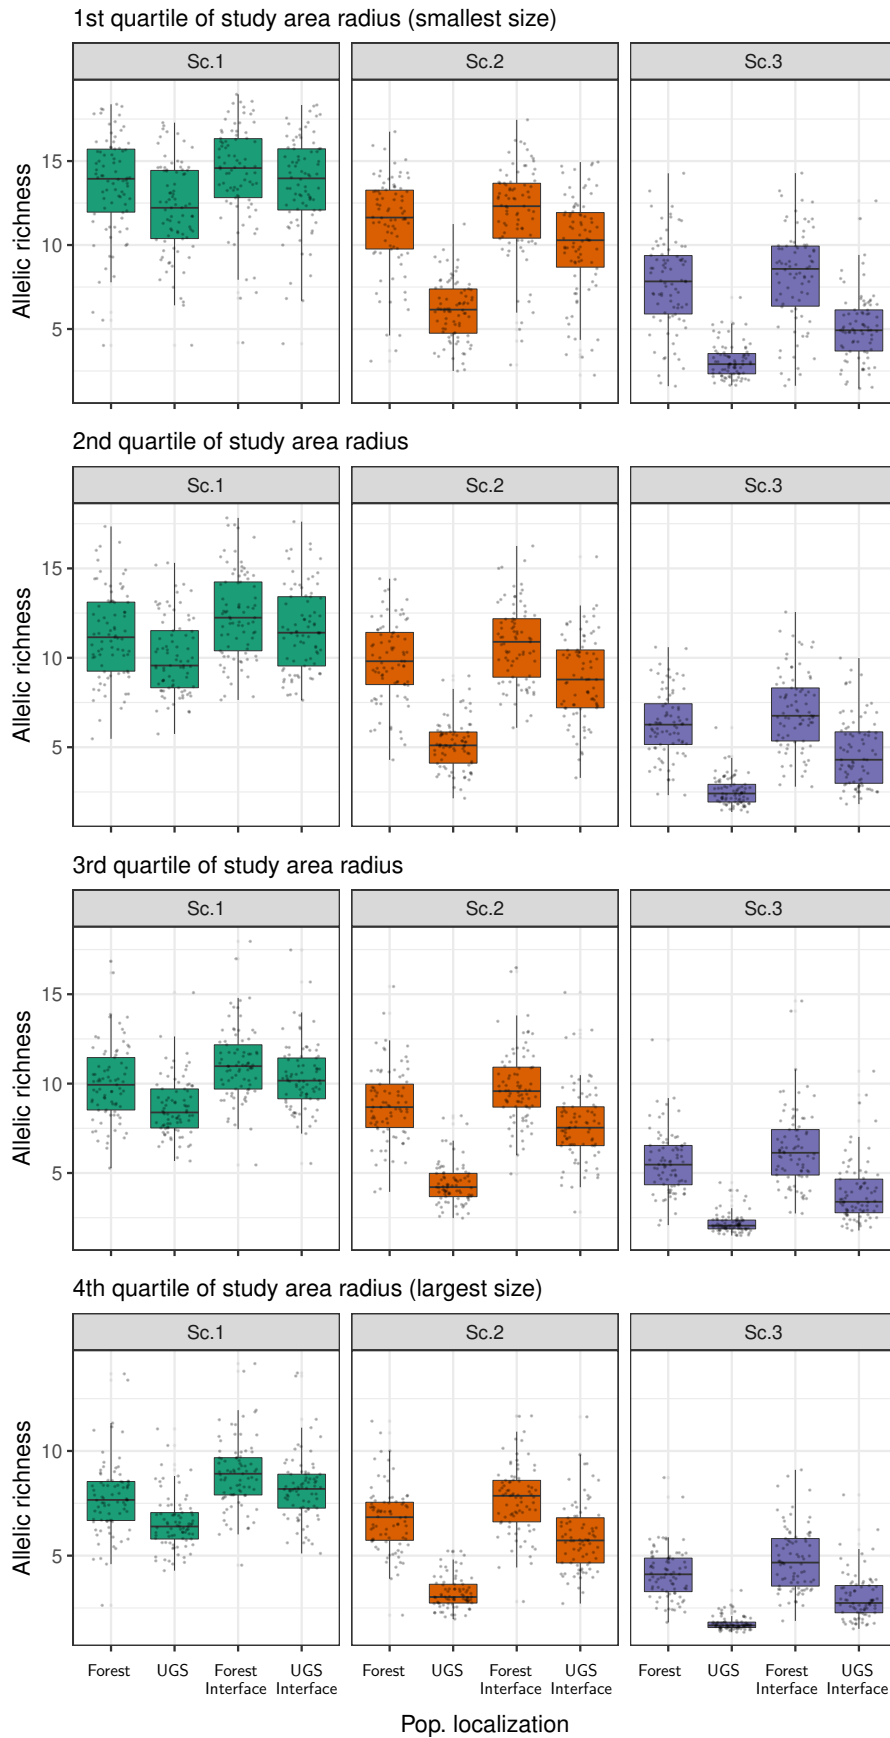 1st quartile of study area radius (smallest size)
Sc.1 Sc.2 Sc.3
Allelic richness
15
10
5
2nd quartile of study area radius
Sc.1 Sc.2 Sc.3
Allelic richness
15
10
5
3rd quartile of study area radius
Sc.1 Sc.2 Sc.3
Allelic richness
15
10
5
4th quartile of study area radius (largest size)
Sc.1 Sc.2 Sc.3
Allelic richness
10
5
Forest UGS Forest UGS Forest UGS Forest UGS Forest UGS Forest UGS
Interface Interface Interface Interface Interface Interface
Pop. localization